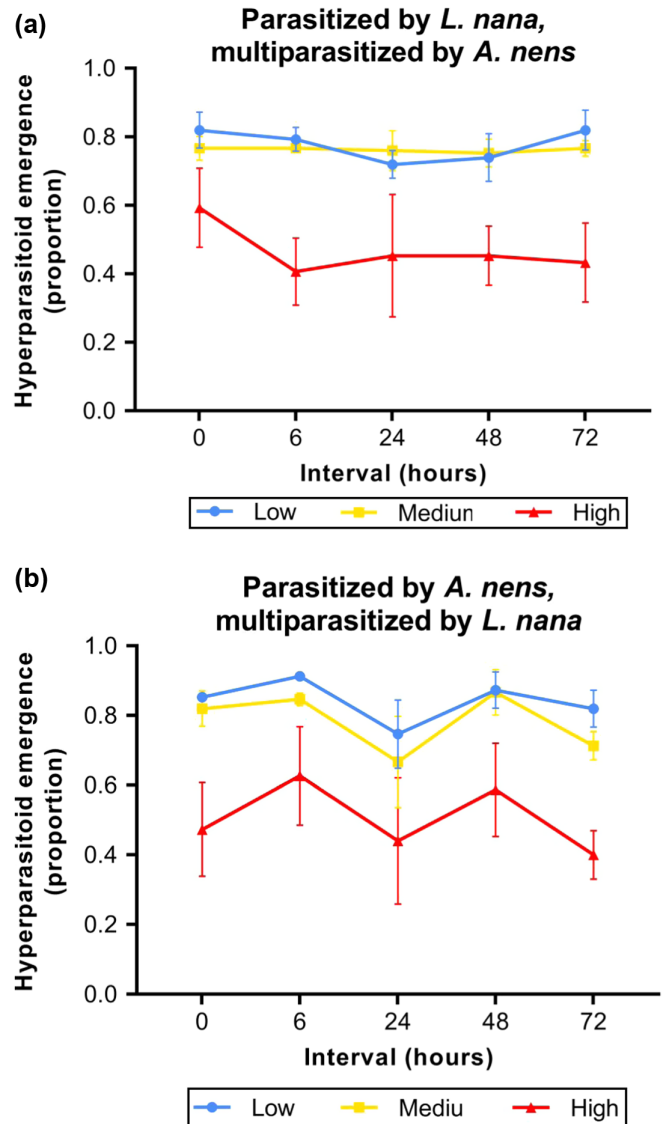 (a)
Parasitized by L. nana,
multiparasitized by A. nens
Hyperparasitoid emergence
(proportion)
1.0
0.8
0.6
0.4
0.2
0.0
0 6 24 48 72
Interval (hours)
Low Mediun High
(b)
Parasitized by A. nens,
multiparasitized by L. nana
Hyperparasitoid emergence
(proportion)
1.0
0.8
0.6
0.4
0.2
0.0
0 6 24 48 72
Interval (hours)
Low Mediu High